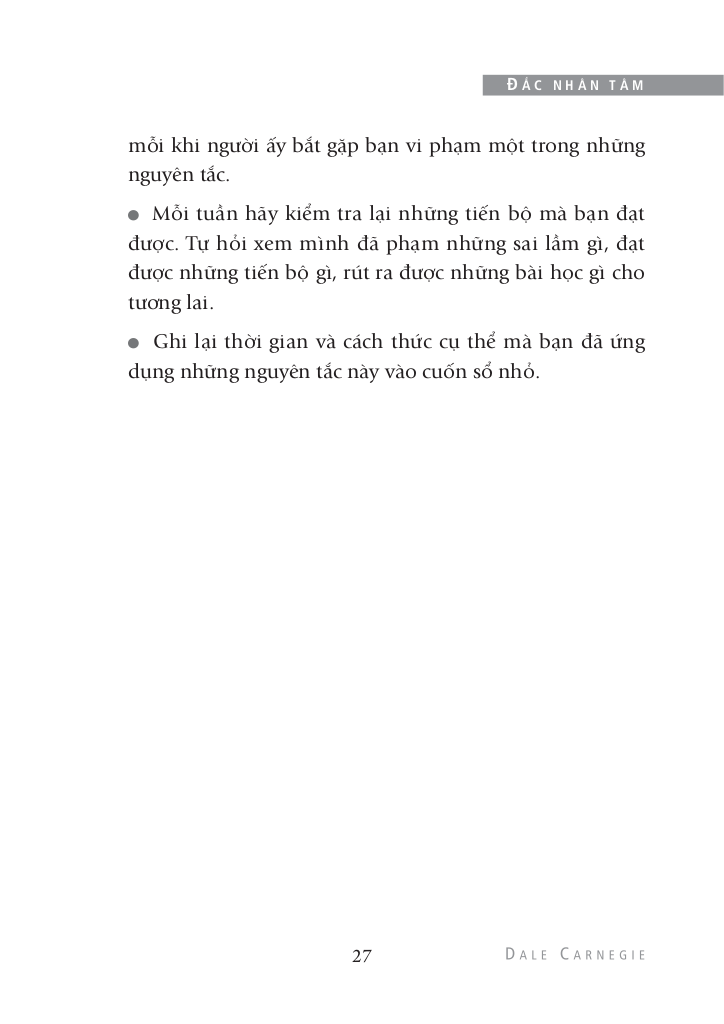 ĐẮC NHÂN TÂM
mỗi khi người ấy bắt gặp bạn vi phạm một trong những
nguyên tắc.
● Mỗi tuần hãy kiểm tra lại những tiến bộ mà bạn đạt
được. Tự hỏi xem mình đã phạm những sai lầm gì, đạt
được những tiến bộ gì, rút ra được những bài học gì cho
tương lai.
● Ghi lại thời gian và cách thức cụ thể mà bạn đã ứng
dụng những nguyên tắc này vào cuốn sổ nhỏ.
27
DALE CARNEGIE